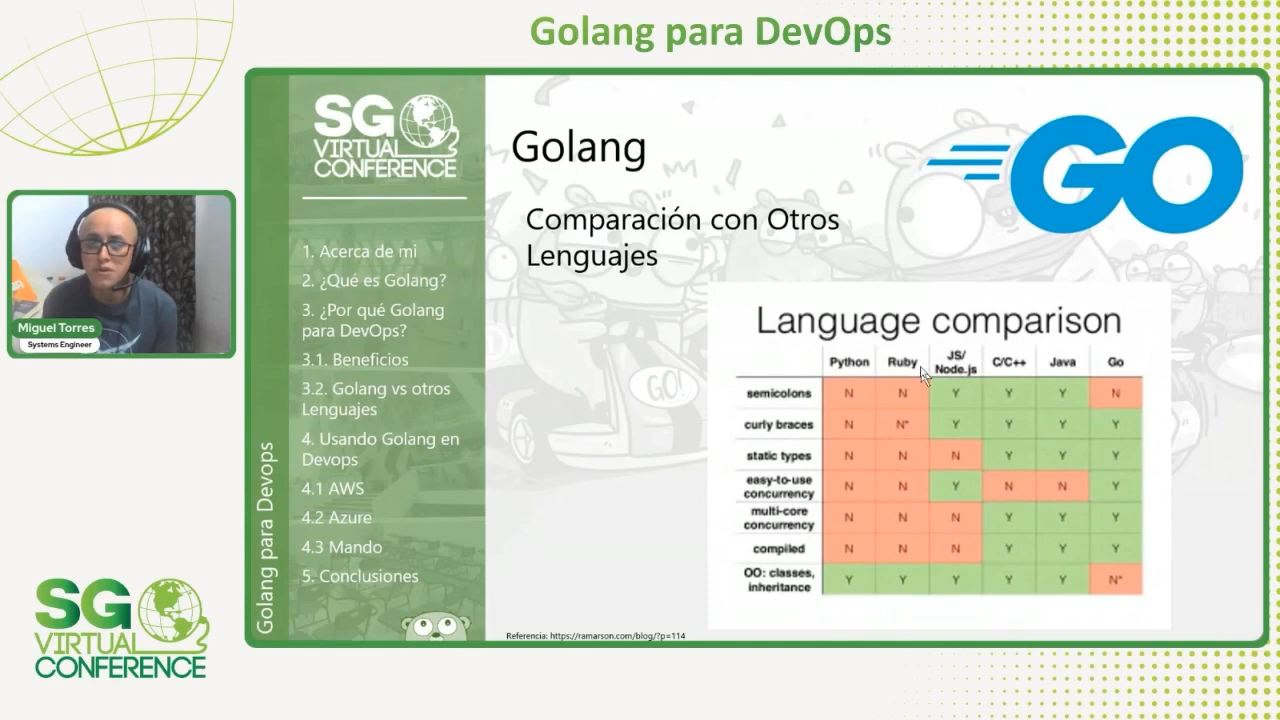 Golang para DevOps
SG
VIRTUAL
CONFERENCE
Golang
GO
Comparación con Otros
Lenguajes
1. Acerca de mi
2. ¿Qué es Golang?
3. ¿Por qué Golang
para DevOps?
3.1. Beneficios
3.2. Golang vs otros
Lenguajes
4. Usando Golang en
Devops
4.1 AWS
4.2 Azure
4.3 Mando
5. Conclusiones
Golang para Devops
Miguel Torres
Systems Engineer
GO!
Language comparison
Python Ruby JS/ Node.js C/C++ Java Go
semicolons N N Y Y Y N
curly braces N N* Y Y Y Y
static types N N N Y Y Y
easy-to-use
concurrency N N Y N N Y
multi-core
concurrency N N N Y Y Y
compiled N N N Y Y Y
OO: classes,
inheritance Y Y Y Y Y N*
Referencia: https://ramarson.com/blog/?p=114
SG
VIRTUAL
CONFERENCE